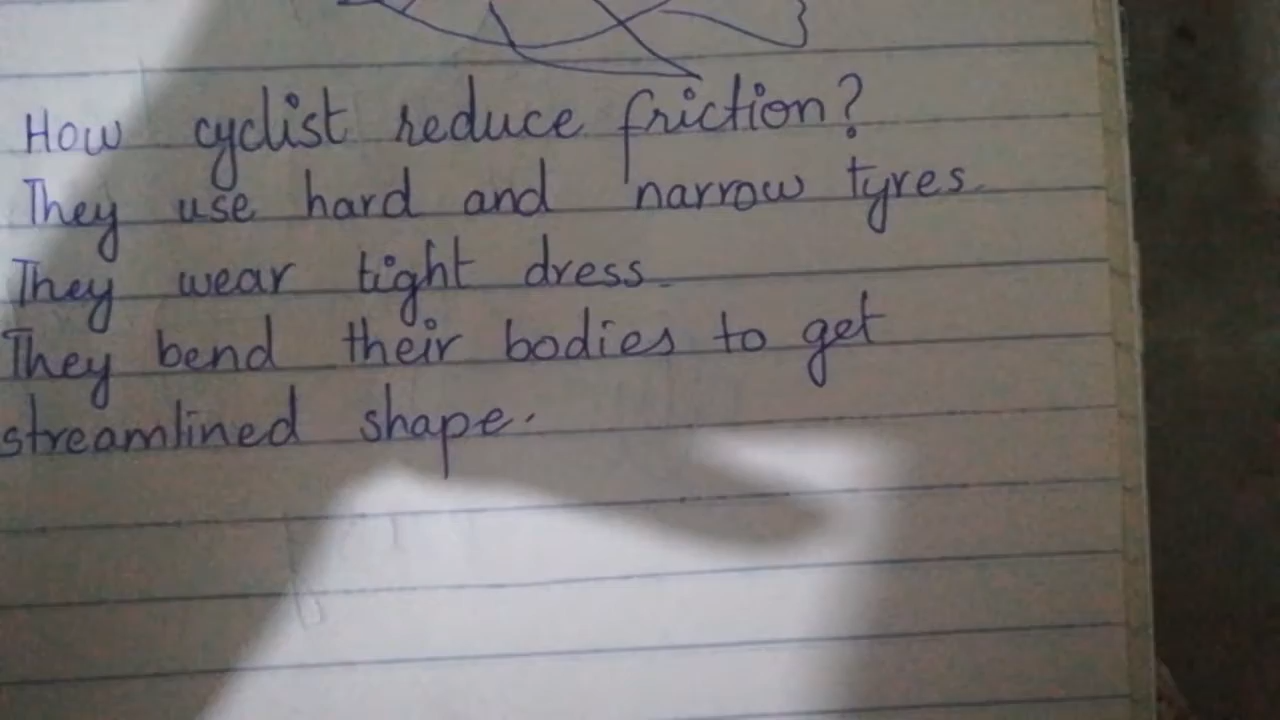 How cyclist reduce friction?
They use hard and narrow tyres.
They wear tight dress.
They bend their bodies to get
streamlined shape.